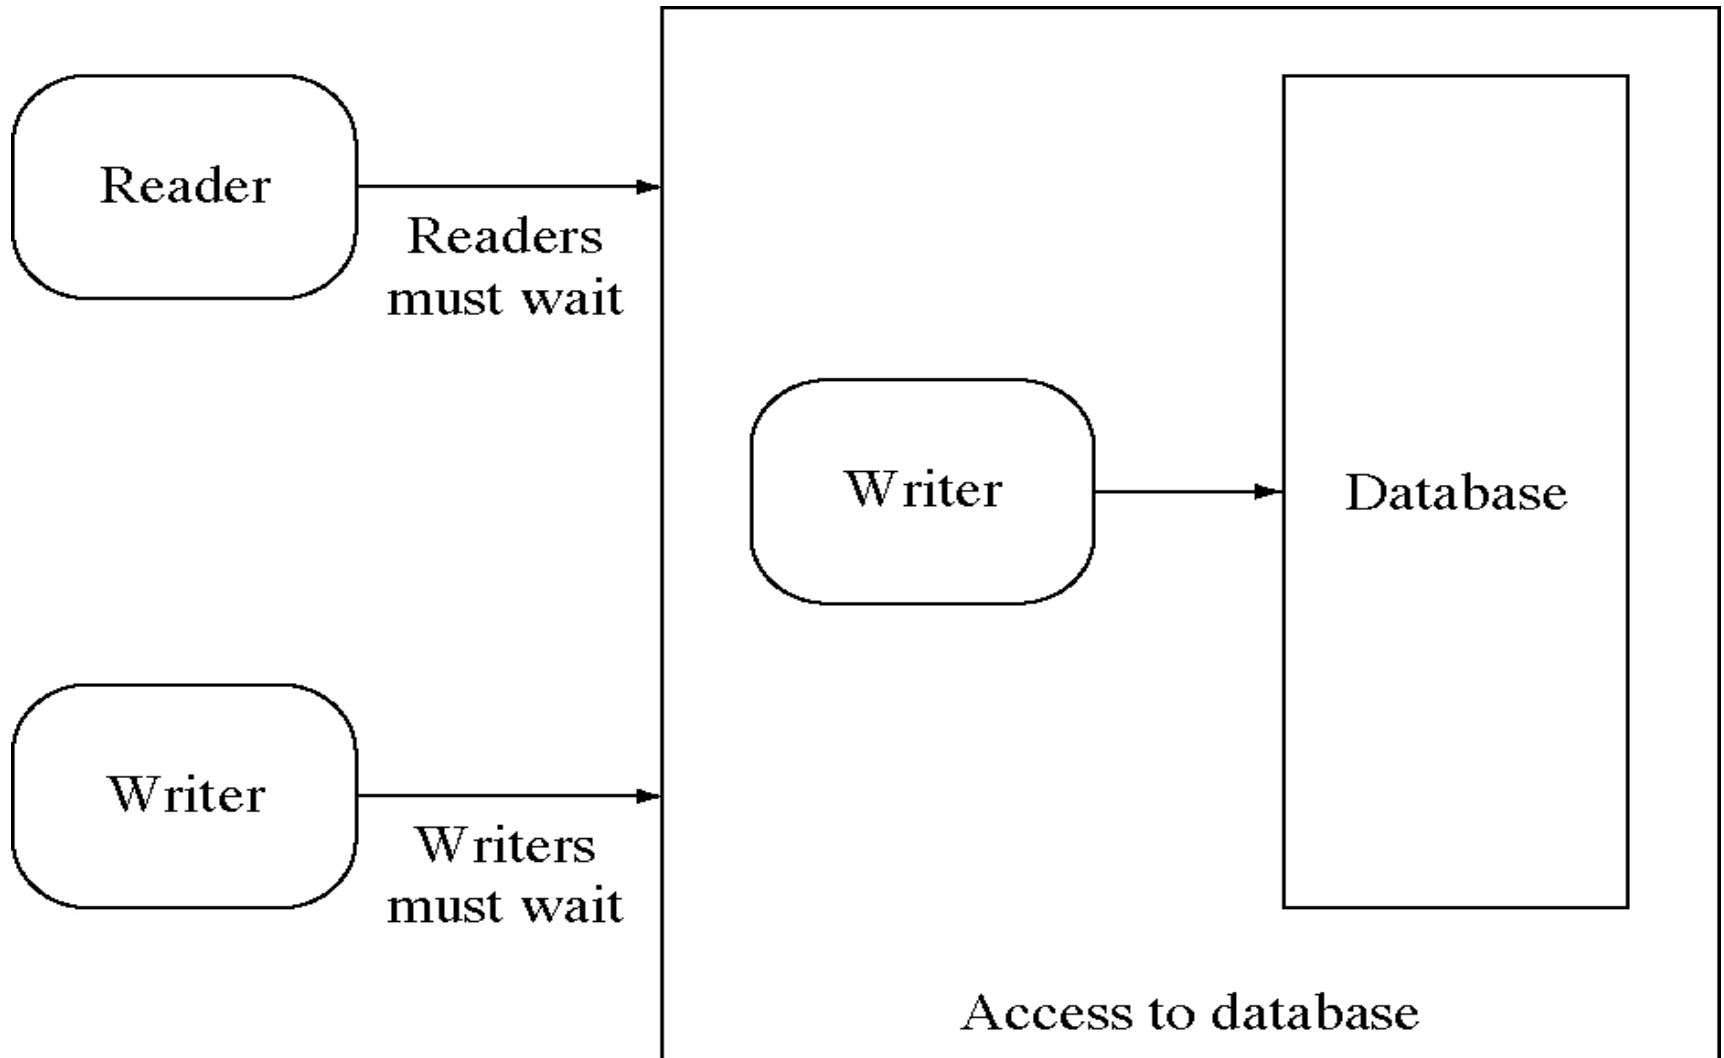 Reader
Readers
must wait
Writer
Database
Writer
Writers
must wait
Access to database